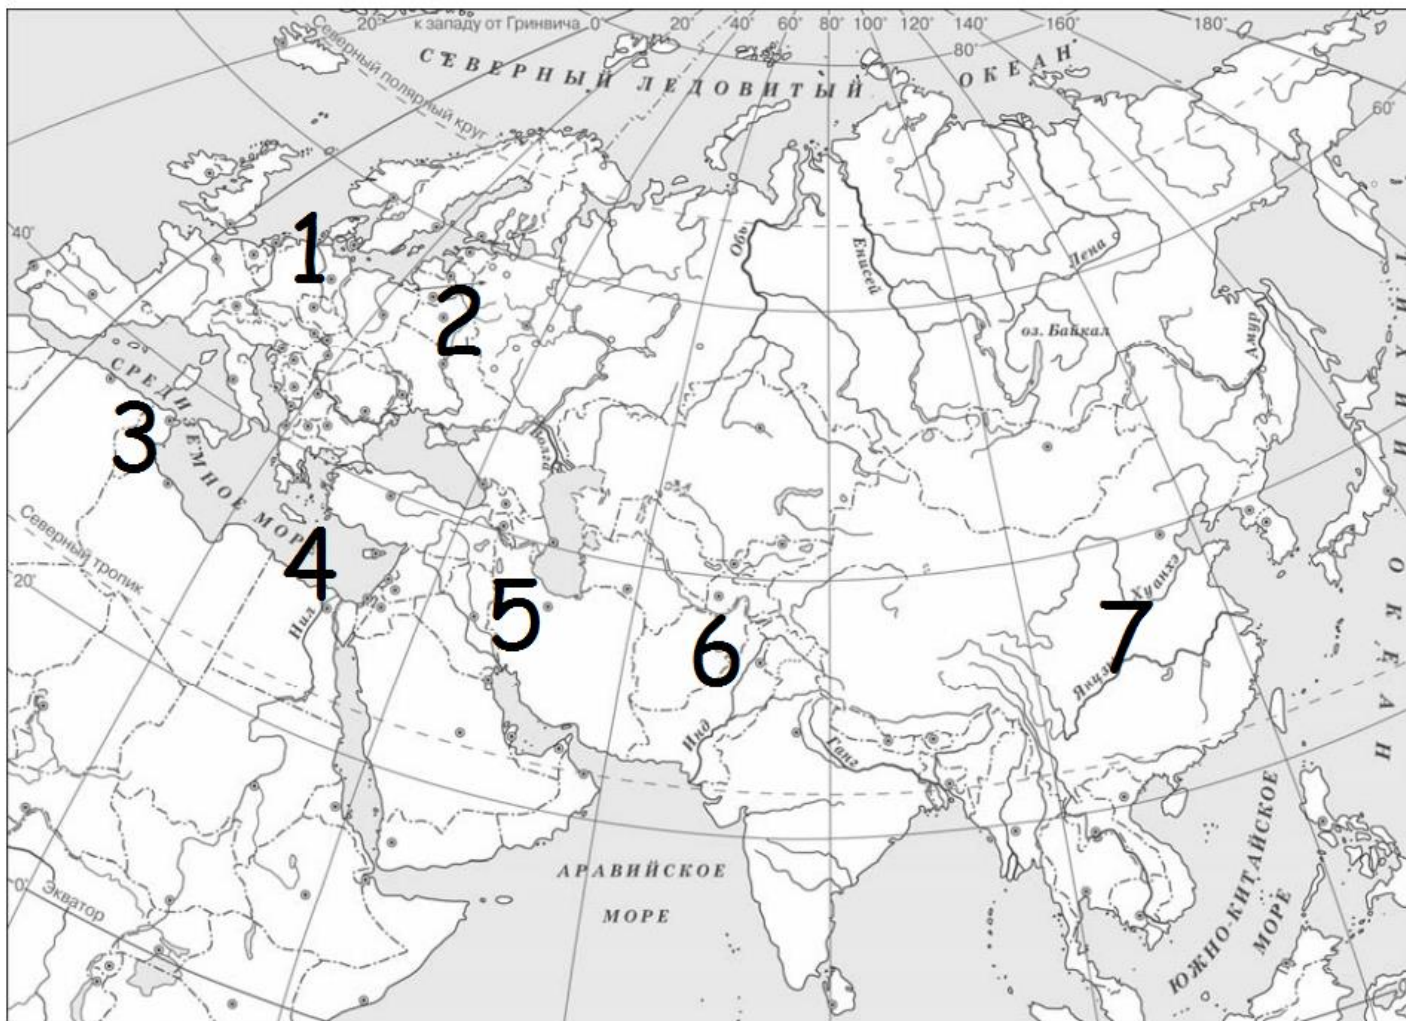 20° к западу от Гринвича 0° 20° 40° 60° 80° 100° 120° 140° 160° 180°
Северный полярный круг
СЕВЕРНЫЙ ЛЕДОВИТЫЙ ОКЕАН
80°
60°
40°
1
2
3
4
5
6
7
Обь
Енисей
Лена
оз. Байкал
Амур
ТИХИЙ ОКЕАН
СРЕДИЗЕМНОЕ МОРЕ
Волга
Северный тропик
20°
Нил
Инд
Ганг
Хуанхэ
Янцзы
АРАВИЙСКОЕ
МОРЕ
ЮЖНО-КИТАЙСКОЕ
МОРЕ
0°
Экватор